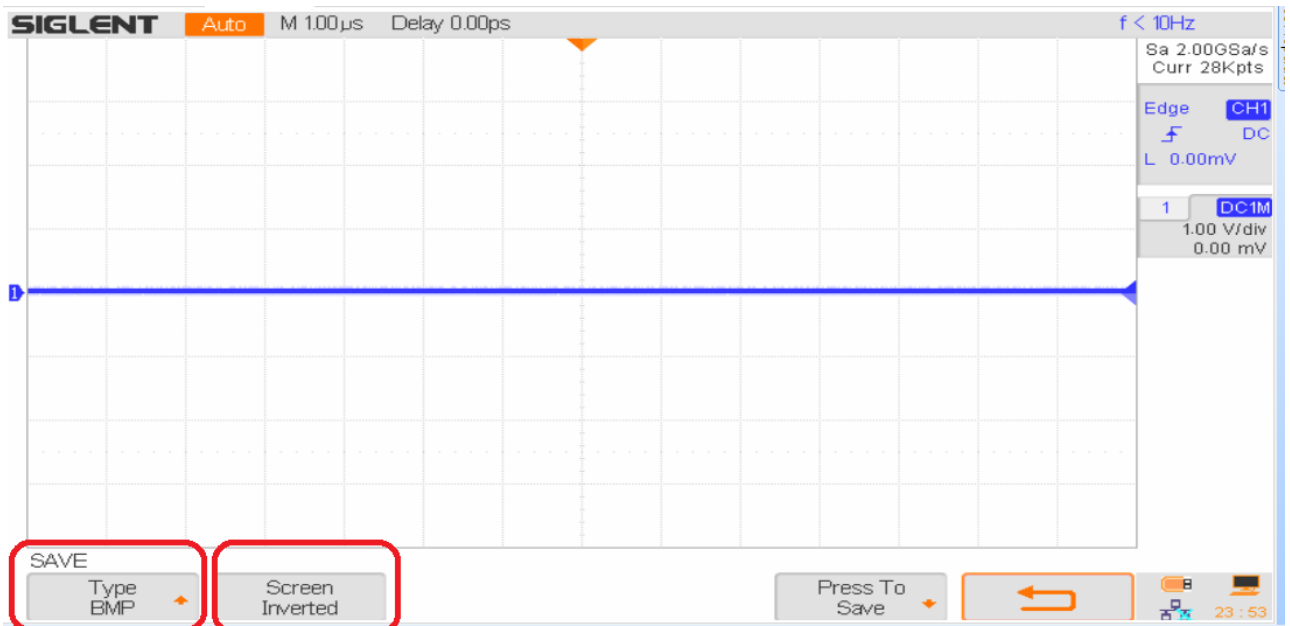 SIGLENT Auto M 1.00µs Delay 0.00ps f < 10Hz
Sa 2.00GSa/s
Curr 28Kpts
Edge CH1
DC
L 0.00mV
1 DC1M
1.00 V/div
0.00 mV
1
SAVE
Type
BMP
Screen
Inverted
Press To
Save
23 : 53